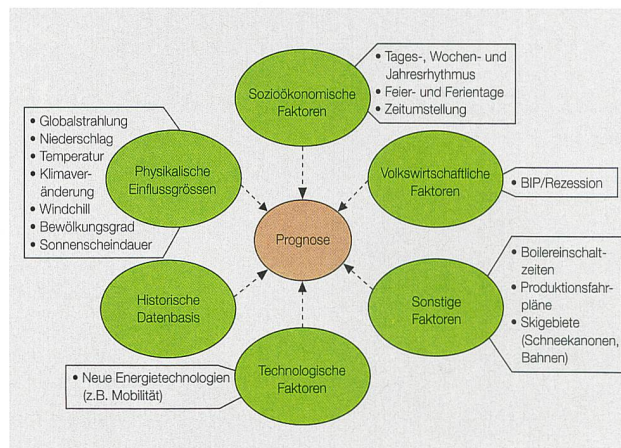 Sozioökonomische
Faktoren
• Tages-, Wochen- und
Jahresrhythmus
• Feier- und Ferientage
• Zeitumstellung
• Globalstrahlung
• Niederschlag
• Temperatur
• Klimaver-
änderung
• Windchill
• Bewölkungsgrad
• Sonnenscheindauer
Physikalische
Einflussgrössen
Volkswirtschaftliche
Faktoren
• BIP/Rezession
Prognose
Historische
Datenbasis
Sonstige
Faktoren
• Boilereinschalt-
zeiten
• Produktionsfahr-
pläne
• Skigebiete
(Schneekanonen,
Bahnen)
Technologische
Faktoren
• Neue Energietechnologien
(z.B. Mobilität)